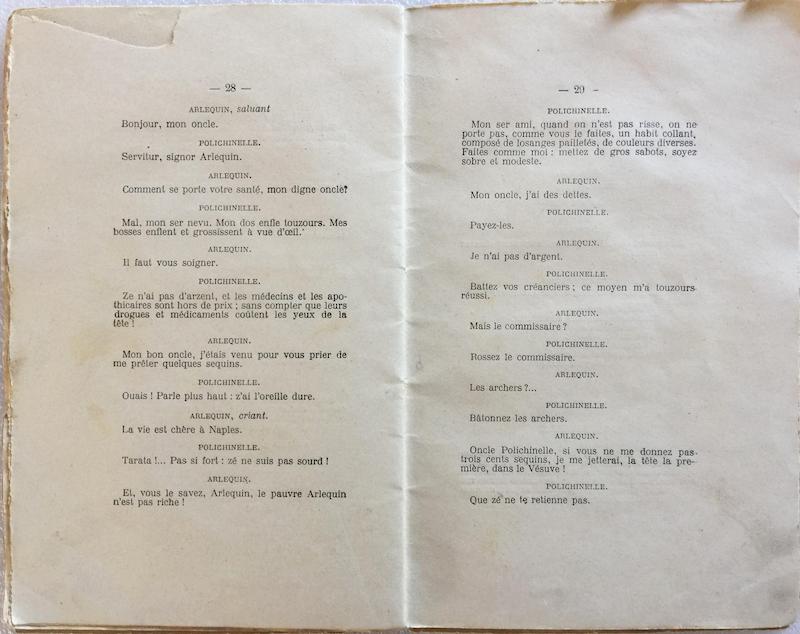 — 28 —
ARLEQUIN, saluant
Bonjour, mon oncle.
POLICHINELLE.
Servitur, signor Arlequin.
ARLEQUIN.
Comment se porte votre santé, mon digne oncle?
POLICHINELLE.
Mal, mon ser nevu. Mon dos enfle touzours. Mes
bosses enflent et grossissent à vue d'œil.
ARLEQUIN.
Il faut vous soigner.
POLICHINELLE.
Ze n'ai pas d'arzent, et les médecins et les apo-
thicaires sont hors de prix ; sans compter que leurs
drogues et médicaments coûtent les yeux de la
tête !
ARLEQUIN.
Mon bon oncle, j'étais venu pour vous prier de
me prêter quelques sequins.
POLICHINELLE.
Ouais ! Parle plus haut : z'ai l'oreille dure.
ARLEQUIN, criant.
La vie est chère à Naples.
POLICHINELLE.
Tarata !... Pas si fort : zé ne suis pas sourd !
ARLEQUIN.
Et, vous le savez, Arlequin, le pauvre Arlequin
n'est pas riche !
— 29 -
POLICHINELLE.
Mon ser ami, quand on n'est pas risse, on ne
porte pas, comme vous le faites, un habit collant,
composé de losanges pailletés, de couleurs diverses.
Faites comme moi : mettez de gros sabots, soyez
sobre et modeste.
ARLEQUIN.
Mon oncle, j'ai des dettes.
POLICHINELLE.
Payez-les.
ARLEQUIN.
Je n'ai pas d'argent.
POLICHINELLE.
Battez vos créanciers ; ce moyen m'a touzours
réussi.
ARLEQUIN.
Mais le commissaire ?
POLICHINELLE.
Rossez le commissaire.
ARLEQUIN.
Les archers ?...
POLICHINELLE.
Bâtonnez les archers.
ARLEQUIN.
Oncle Polichinelle, si vous ne me donnez pas
trois cents sequins, je me jetterai, la tête la pre-
mière, dans le Vésuve !
POLICHINELLE.
Que zé ne te retienne pas.